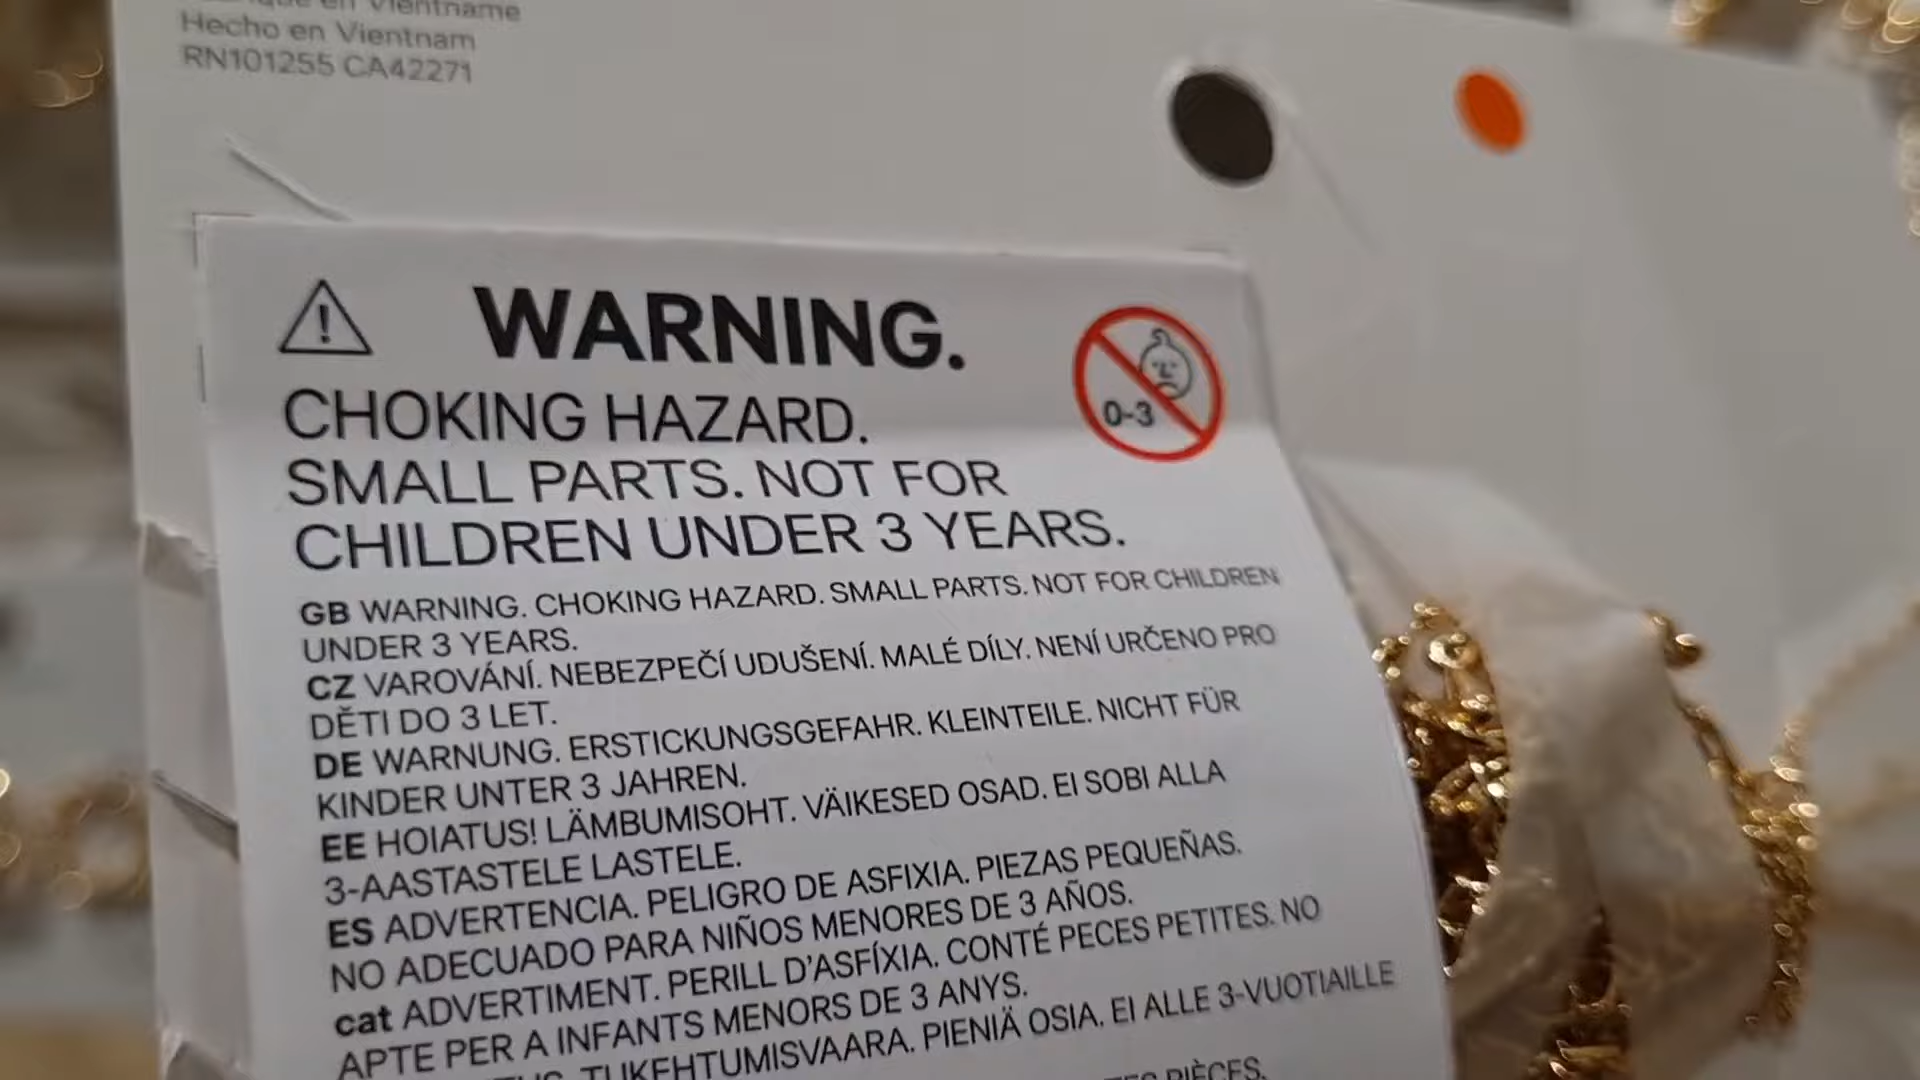 en Vientname
Hecho en Vientnam
RN101255 CA42271
WARNING.
0-3
CHOKING HAZARD.
SMALL PARTS. NOT FOR
CHILDREN UNDER 3 YEARS.
GB WARNING. CHOKING HAZARD. SMALL PARTS. NOT FOR CHILDREN
UNDER 3 YEARS.
CZ VAROVÁNÍ. NEBEZPEČÍ UDUŠENÍ. MALÉ DÍLY. NENÍ URČENO PRO
DĚTI DO 3 LET.
DE WARNUNG. ERSTICKUNGSGEFAHR. KLEINTEILE. NICHT FÜR
KINDER UNTER 3 JAHREN.
EE HOIATUS! LÄMBUMISOHT. VÄIKESED OSAD. EI SOBI ALLA
3-AASTASTELE LASTELE.
ES ADVERTENCIA. PELIGRO DE ASFIXIA. PIEZAS PEQUEÑAS.
NO ADECUADO PARA NIÑOS MENORES DE 3 AÑOS.
cat ADVERTIMENT. PERILL D'ASFÍXIA. CONTÉ PECES PETITES. NO
APTE PER A INFANTS MENORS DE 3 ANYS.
TUKEHTUMISVAARA. PIENIÄ OSIA. EI ALLE 3-VUOTIAILLE
PIÈCES.